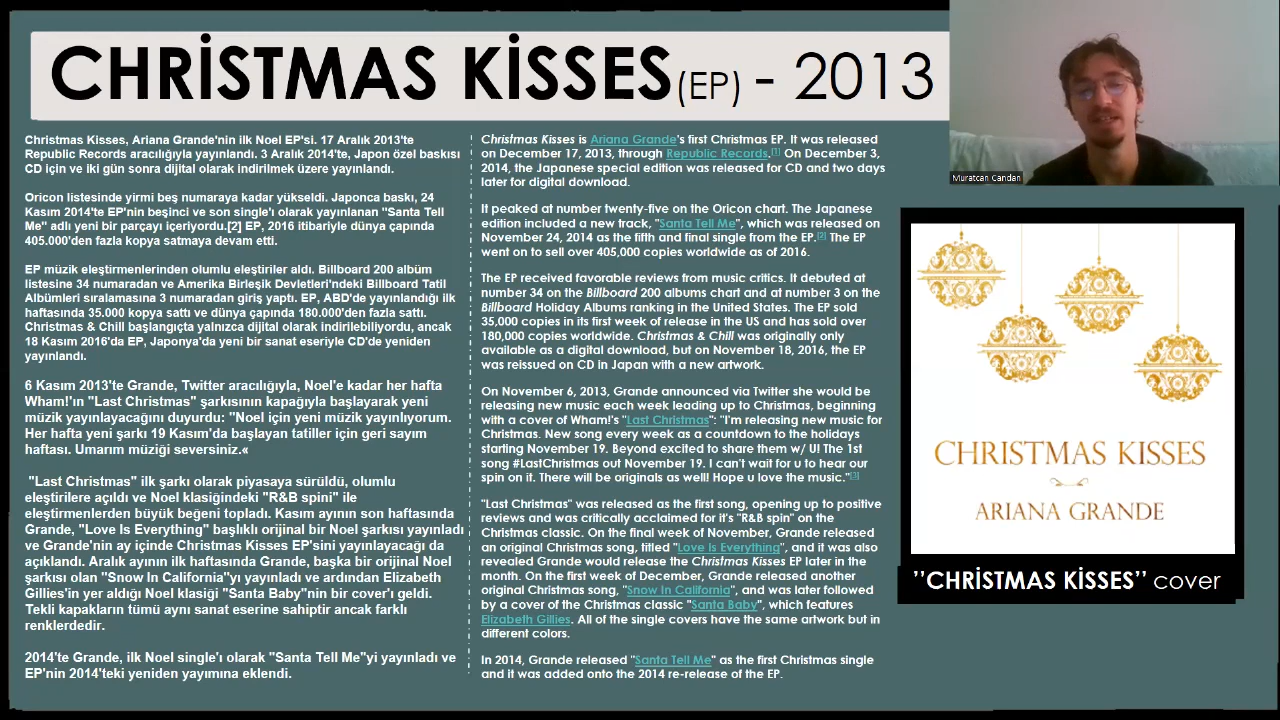 CHRİSTMAS KİSSES(EP) - 2013
Christmas Kisses, Ariana Grande'nin ilk Noel EP'si. 17 Aralık 2013'te
Republic Records aracılığıyla yayınlandı. 3 Aralık 2014'te, Japon özel baskısı
CD için ve iki gün sonra dijital olarak indirilmek üzere yayınlandı.
Oricon listesinde yirmi beş numaraya kadar yükseldi. Japonca baskı, 24
Kasım 2014'te EP'nin beşinci ve son single'ı olarak yayınlanan "Santa Tell
Me" adlı yeni bir parçayı içeriyordu.[2] EP, 2016 itibariyle dünya çapında
405.000'den fazla kopya satmaya devam etti.
EP müzik eleştirmenlerinden olumlu eleştiriler aldı. Billboard 200 albüm
listesine 34 numaradan ve Amerika Birleşik Devletleri'ndeki Billboard Tatil
Albümleri sıralamasına 3 numaradan giriş yaptı. EP, ABD'de yayınlandığı ilk
haftasında 35.000 kopya sattı ve dünya çapında 180.000'den fazla sattı.
Christmas & Chill başlangıçta yalnızca dijital olarak indirilebiliyordu, ancak
18 Kasım 2016'da EP, Japonya'da yeni bir sanat eseriyle CD'de yeniden
yayınlandı.
6 Kasım 2013'te Grande, Twitter aracılığıyla, Noel'e kadar her hafta
Wham!'ın "Last Christmas" şarkısının kapağıyla başlayarak yeni
müzik yayınlayacağını duyurdu: "Noel için yeni müzik yayınlıyorum.
Her hafta yeni şarkı 19 Kasım'da başlayan tatiller için geri sayım
haftası. Umarım müziği seversiniz.«
"Last Christmas" ilk şarkı olarak piyasaya sürüldü, olumlu
eleştirilere açıldı ve Noel klasiğindeki "R&B spini" ile
eleştirmenlerden büyük beğeni topladı. Kasım ayının son haftasında
Grande, "Love Is Everything" başlıklı orijinal bir Noel şarkısı yayınladı
ve Grande'nin ay içinde Christmas Kisses EP'sini yayınlayacağı da
açıklandı. Aralık ayının ilk haftasında Grande, başka bir orijinal Noel
şarkısı olan "Snow In California"yı yayınladı ve ardından Elizabeth
Gillies'in yer aldığı Noel klasiği "Santa Baby"nin bir cover'ı geldi.
Tekli kapakların tümü aynı sanat eserine sahiptir ancak farklı
renklerdedir.
2014'te Grande, ilk Noel single'ı olarak "Santa Tell Me"yi yayınladı ve
EP'nin 2014'teki yeniden yayımına eklendi.
Christmas Kisses is Ariana Grande's first Christmas EP. It was released
on December 17, 2013, through Republic Records.[1] On December 3,
2014, the Japanese special edition was released for CD and two days
later for digital download.
It peaked at number twenty-five on the Oricon chart. The Japanese
edition included a new track, "Santa Tell Me", which was released on
November 24, 2014 as the fifth and final single from the EP.[2] The EP
went on to sell over 405,000 copies worldwide as of 2016.
The EP received favorable reviews from music critics. It debuted at
number 34 on the Billboard 200 albums chart and at number 3 on the
Billboard Holiday Albums ranking in the United States. The EP sold
35,000 copies in its first week of release in the US and has sold over
180,000 copies worldwide. Christmas & Chill was originally only
available as a digital download, but on November 18, 2016, the EP
was reissued on CD in Japan with a new artwork.
On November 6, 2013, Grande announced via Twitter she would be
releasing new music each week leading up to Christmas, beginning
with a cover of Wham!'s "Last Christmas": "I'm releasing new music for
Christmas. New song every week as a countdown to the holidays
starting November 19. Beyond excited to share them w/ U! The 1st
song #LastChristmas out November 19. I can't wait for u to hear our
spin on it. There will be originals as well! Hope u love the music."[3]
"Last Christmas" was released as the first song, opening up to positive
reviews and was critically acclaimed for it's "R&B spin" on the
Christmas classic. On the final week of November, Grande released
an original Christmas song, titled "Love Is Everything", and it was also
revealed Grande would release the Christmas Kisses EP later in the
month. On the first week of December, Grande released another
original Christmas song, "Snow In California", and was later followed
by a cover of the Christmas classic "Santa Baby", which features
Elizabeth Gillies. All of the single covers have the same artwork but in
different colors.
In 2014, Grande released "Santa Tell Me" as the first Christmas single
and it was added onto the 2014 re-release of the EP.
Muratcan Candan
CHRISTMAS KISSES
ARIANA GRANDE
’’CHRİSTMAS KİSSES’’ cover